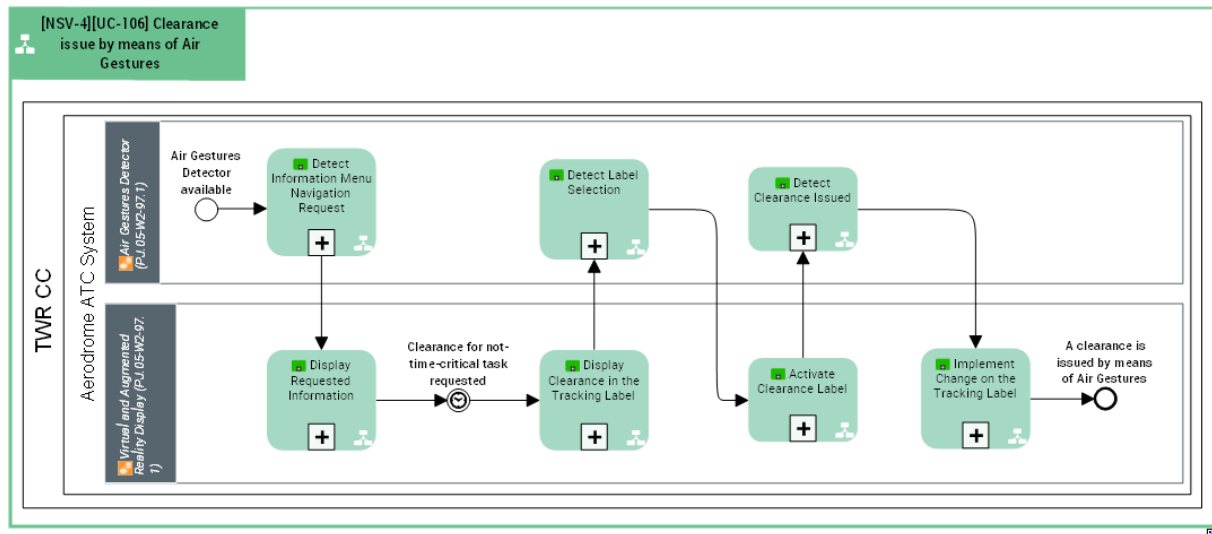 [NSV-4][UC-106] Clearance
issue by means of Air
Gestures
TWR CC
Aerodrome ATC System
Air Gestures Detector
(PJ.05-W2-97.1)
Air Gestures
Detector
available
Detect
Information Menu
Navigation
Request
Detect Label
Selection
Detect
Clearance Issued
Virtual and Augmented
Reality Display (PJ.05-W2-97.
1)
Display
Requested
Information
Clearance for not-
time-critical task
requested
Display
Clearance in the
Tracking Label
Activate
Clearance Label
Implement
Change on the
Tracking Label
A clearance is
issued by means
of Air Gestures